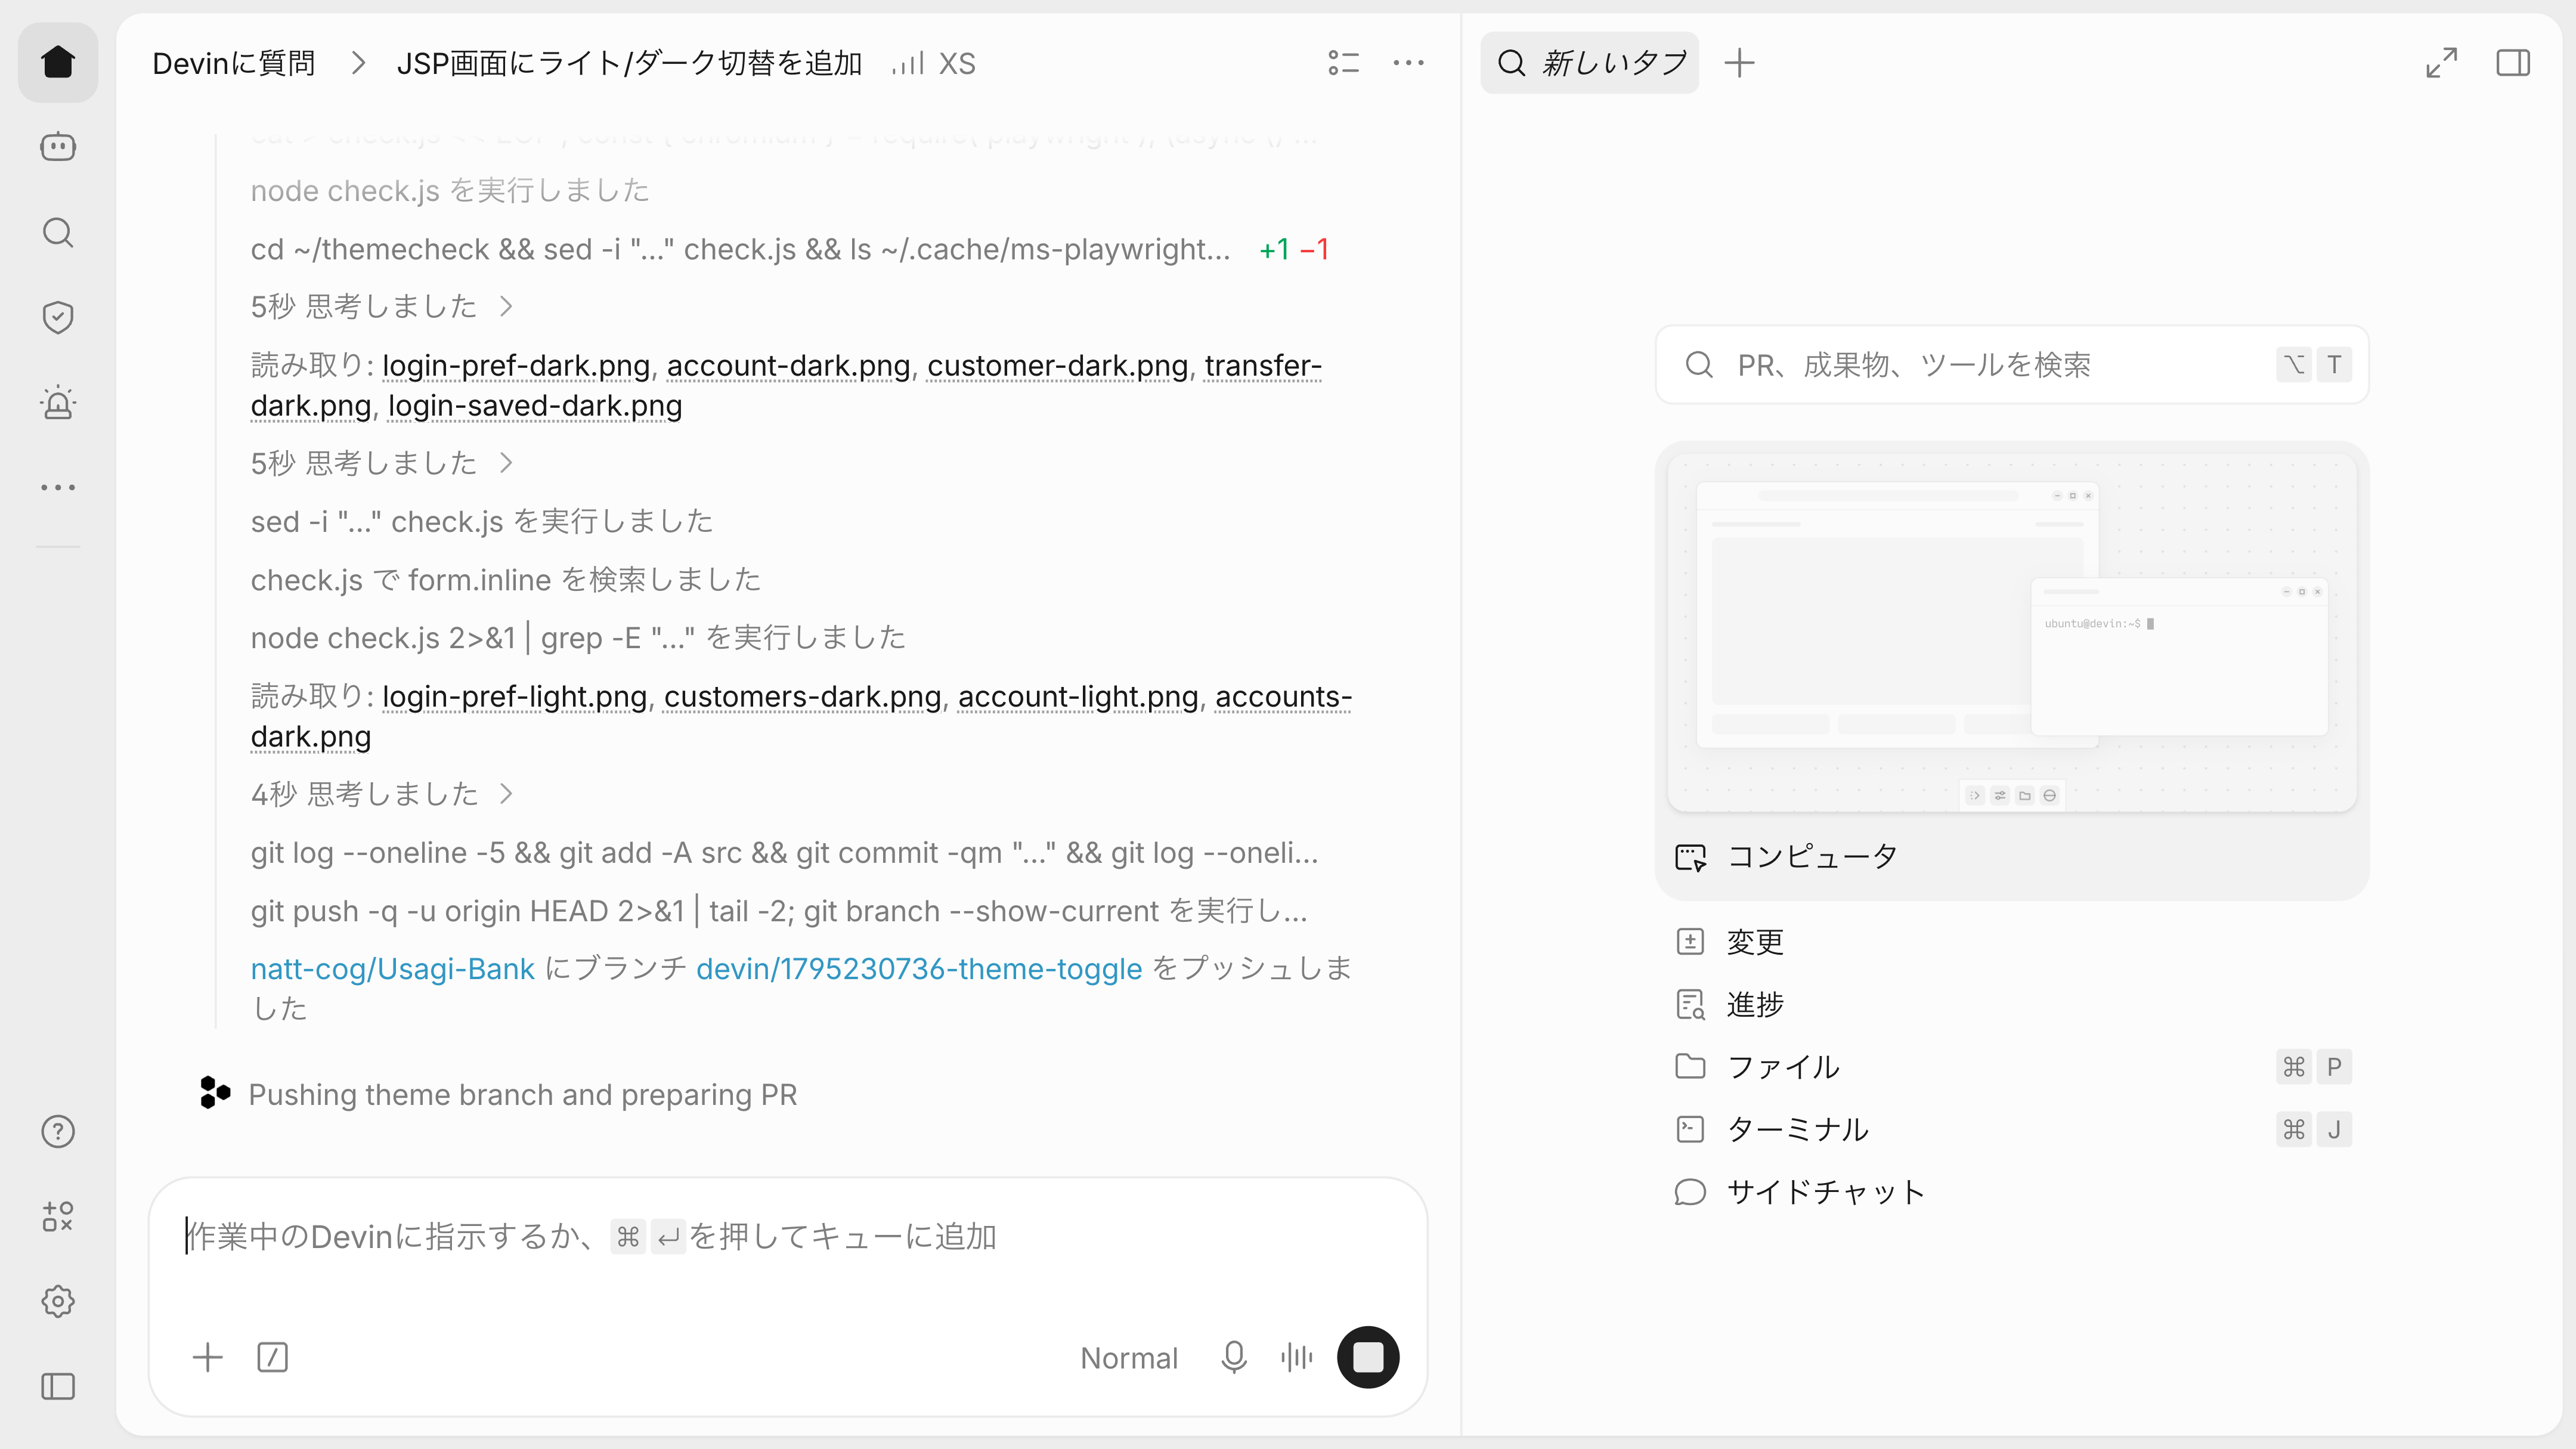 Devinに質問
JSP画面にライト/ダーク切替を追加
XS
node check.js を実行しました
cd ~/themecheck && sed -i "..." check.js && ls ~/.cache/ms-playwright... +1 −1
5秒 思考しました
読み取り: login-pref-dark.png, account-dark.png, customer-dark.png, transfer-
dark.png, login-saved-dark.png
5秒 思考しました
sed -i "..." check.js を実行しました
check.js で form.inline を検索しました
node check.js 2>&1 | grep -E "..." を実行しました
読み取り: login-pref-light.png, customers-dark.png, account-light.png, accounts-
dark.png
4秒 思考しました
git log --oneline -5 && git add -A src && git commit -qm "..." && git log --oneli...
git push -q -u origin HEAD 2>&1 | tail -2; git branch --show-current を実行し...
natt-cog/Usagi-Bank にブランチ devin/1795230736-theme-toggle をプッシュしま
した
Pushing theme branch and preparing PR
作業中のDevinに指示するか、⌘ ↵ を押してキューに追加
Normal
新しいタブ
PR、成果物、ツールを検索 ⌥ T
ubuntu@devin:~$
コンピュータ
変更
進捗
ファイル ⌘ P
ターミナル ⌘ J
サイドチャット